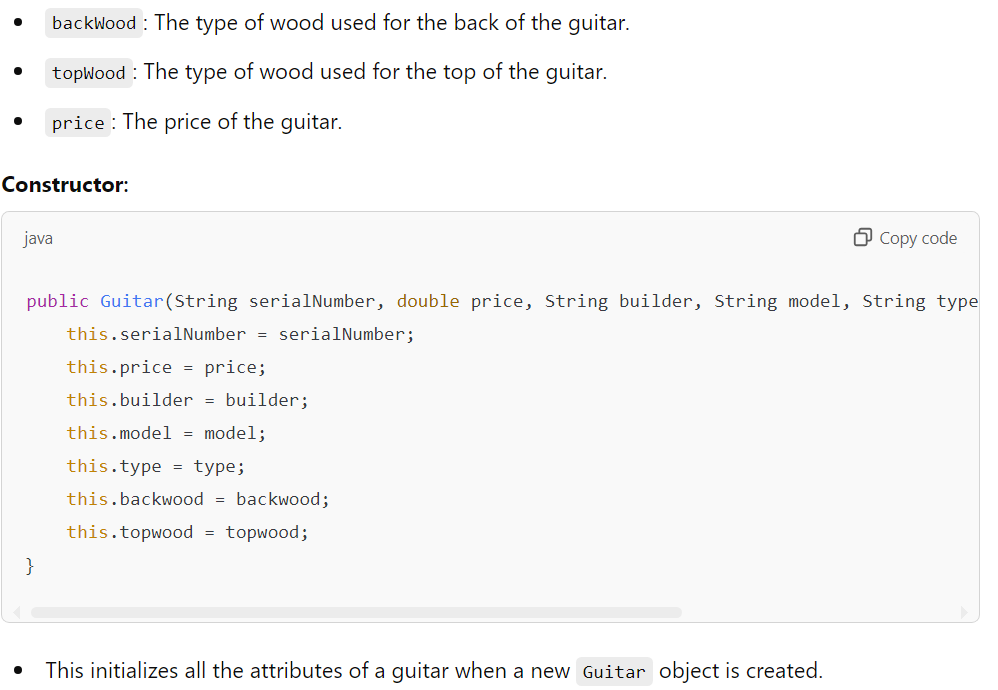 • backWood: The type of wood used for the back of the guitar.
• topWood: The type of wood used for the top of the guitar.
• price: The price of the guitar.
Constructor:
java Copy code
public Guitar(String serialNumber, double price, String builder, String model, String type
this.serialNumber = serialNumber;
this.price = price;
this.builder = builder;
this.model = model;
this.type = type;
this.backwood = backwood;
this.topwood = topwood;
}
• This initializes all the attributes of a guitar when a new Guitar object is created.